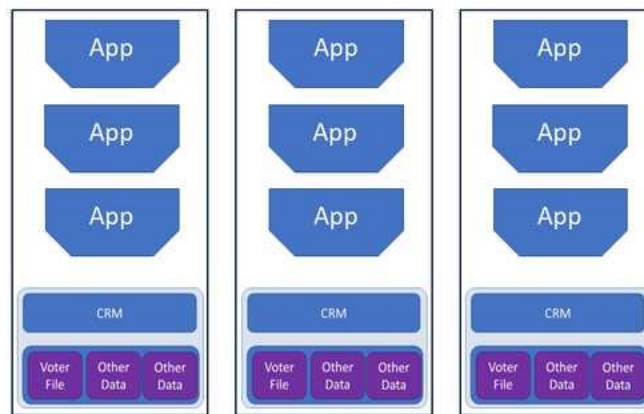 App
App
App
App
App
App
App
App
App
CRM
CRM
CRM
Voter
File
Other
Data
Other
Data
Voter
File
Other
Data
Other
Data
Voter
File
Other
Data
Other
Data